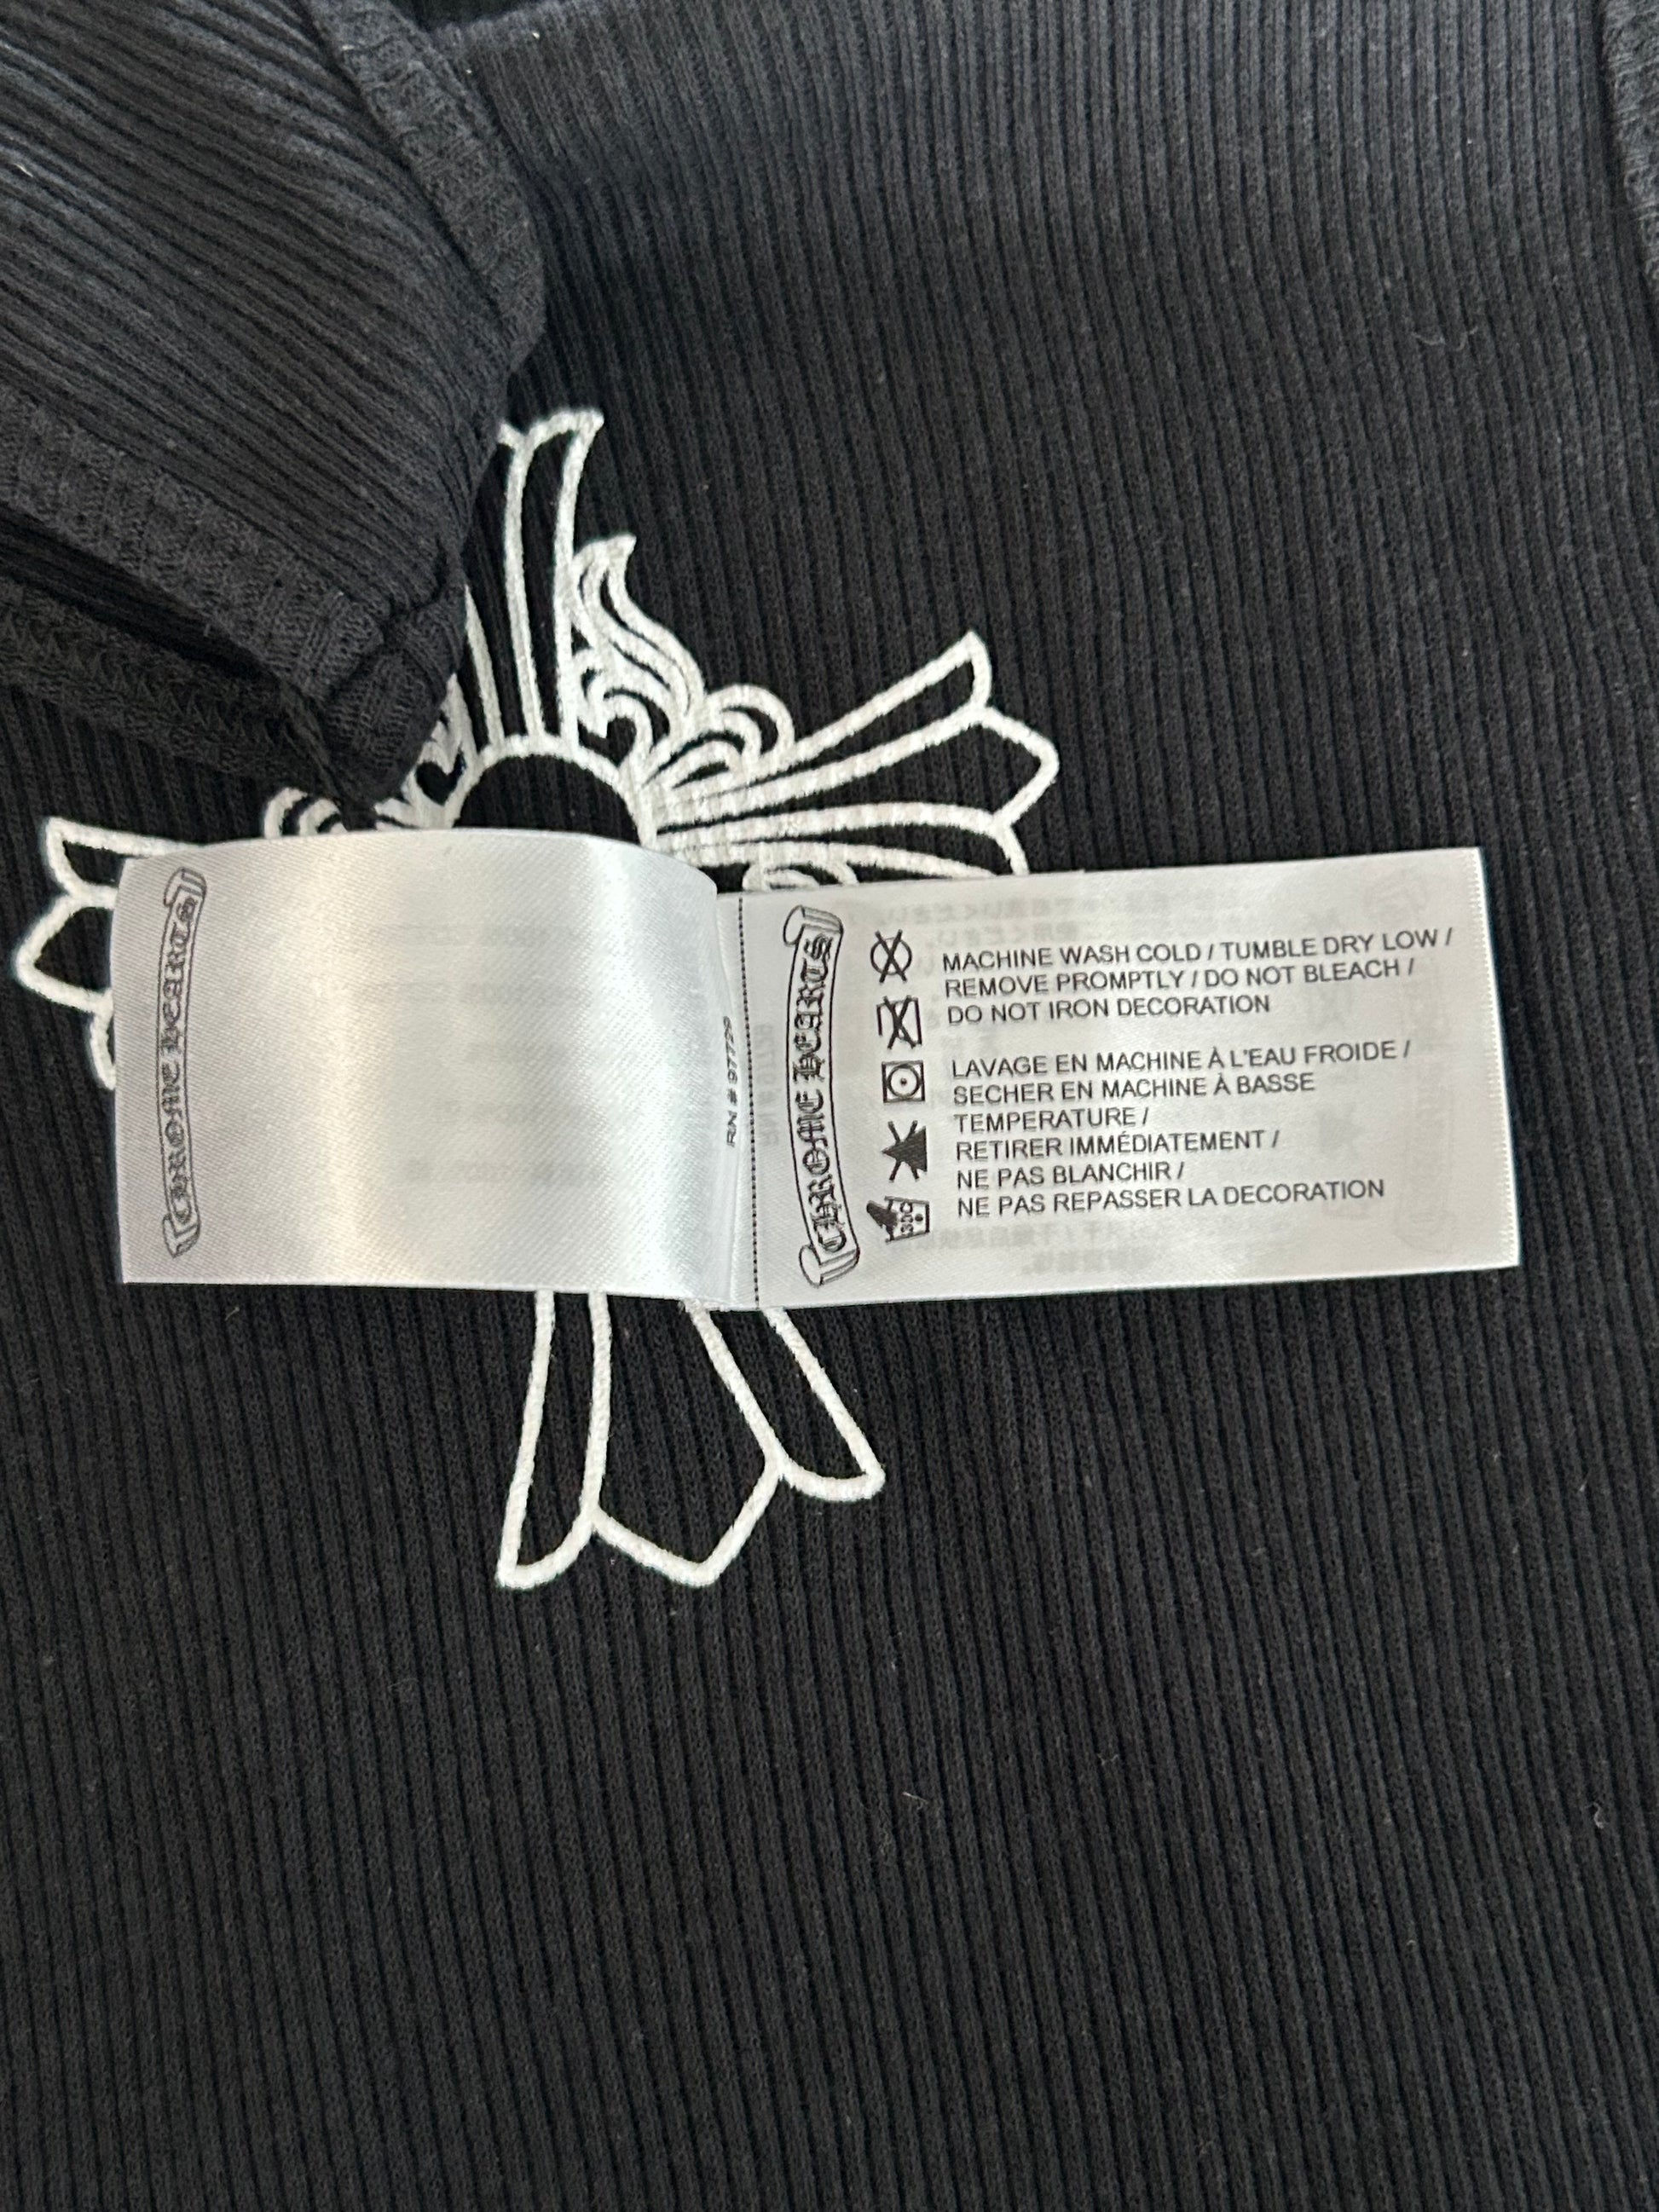 CHROME HEARTS
RN # 97729
CHROME HEARTS
MACHINE WASH COLD / TUMBLE DRY LOW /
REMOVE PROMPTLY / DO NOT BLEACH /
DO NOT IRON DECORATION
LAVAGE EN MACHINE À L'EAU FROIDE /
SECHER EN MACHINE À BASSE
TEMPERATURE /
RETIRER IMMÉDIATEMENT /
NE PAS BLANCHIR /
NE PAS REPASSER LA DECORATION
30C